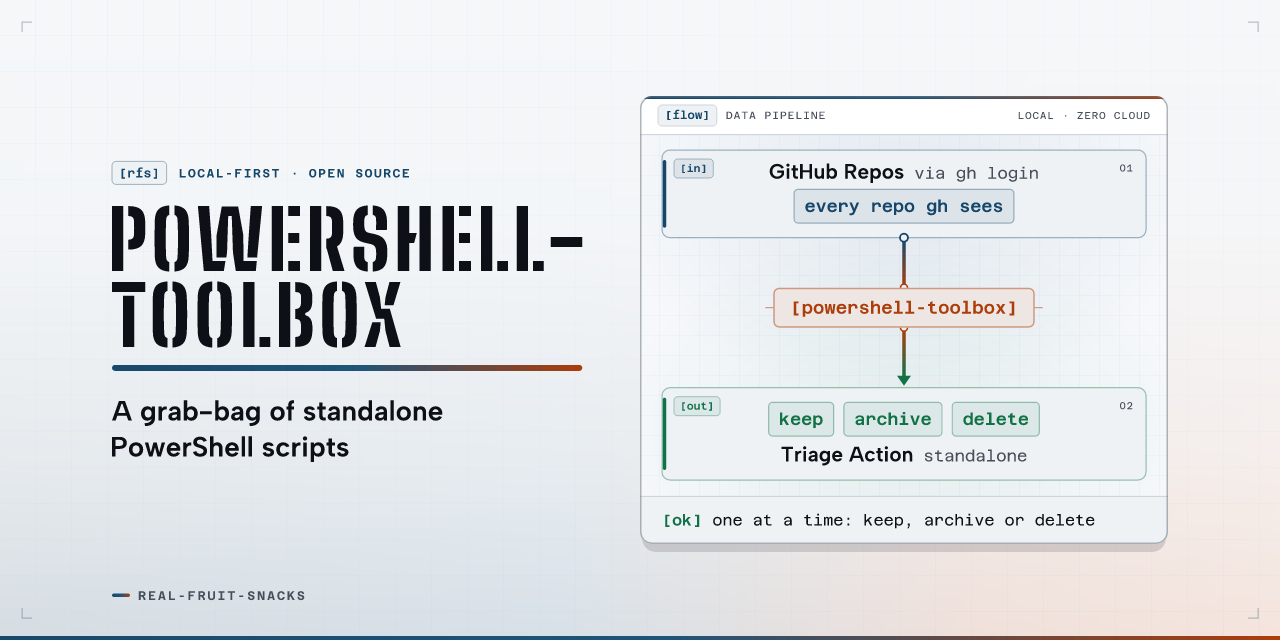 [rfs] LOCAL-FIRST · OPEN SOURCE
POWERSHELL-
TOOLBOX
A grab-bag of standalone
PowerShell scripts
REAL-FRUIT-SNACKS
[flow] DATA PIPELINE LOCAL · ZERO CLOUD
[in] GitHub Repos via gh login 01
every repo gh sees
[powershell-toolbox]
[out] keep archive delete 02
Triage Action standalone
[ok] one at a time: keep, archive or delete